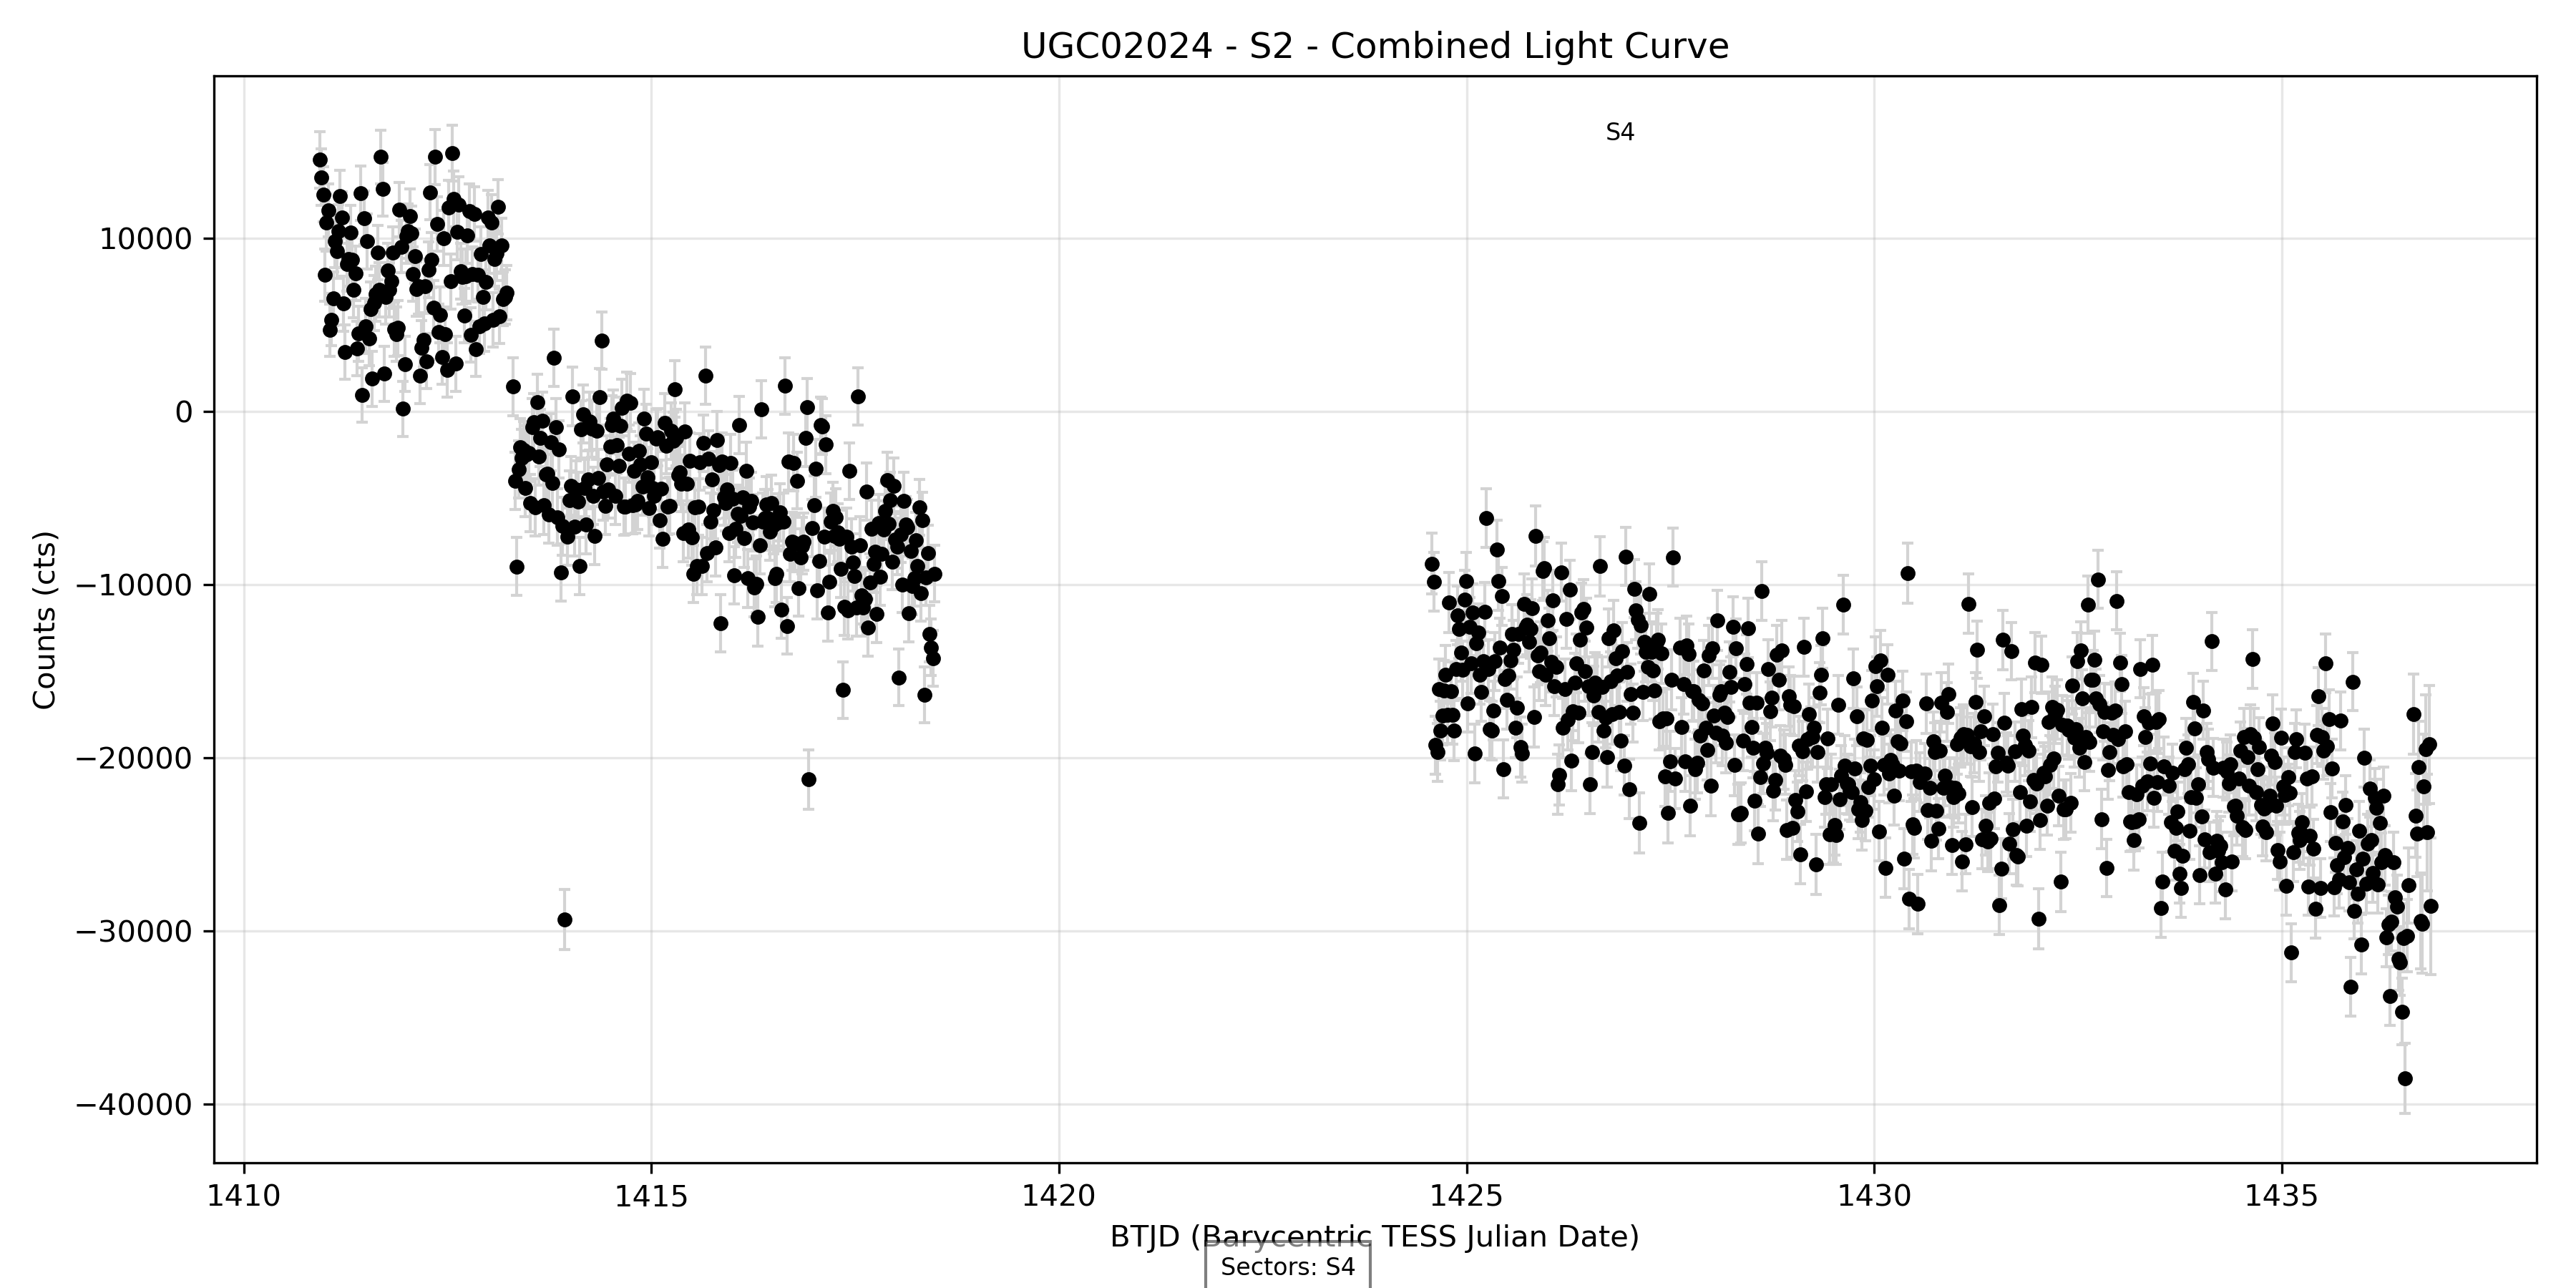 UGC02024 - S2 - Combined Light Curve
S4
10000
0
−10000
−20000
−30000
−40000
Counts (cts)
1410 1415 1420 1425 1430 1435
BTJD (Barycentric TESS Julian Date)
Sectors: S4